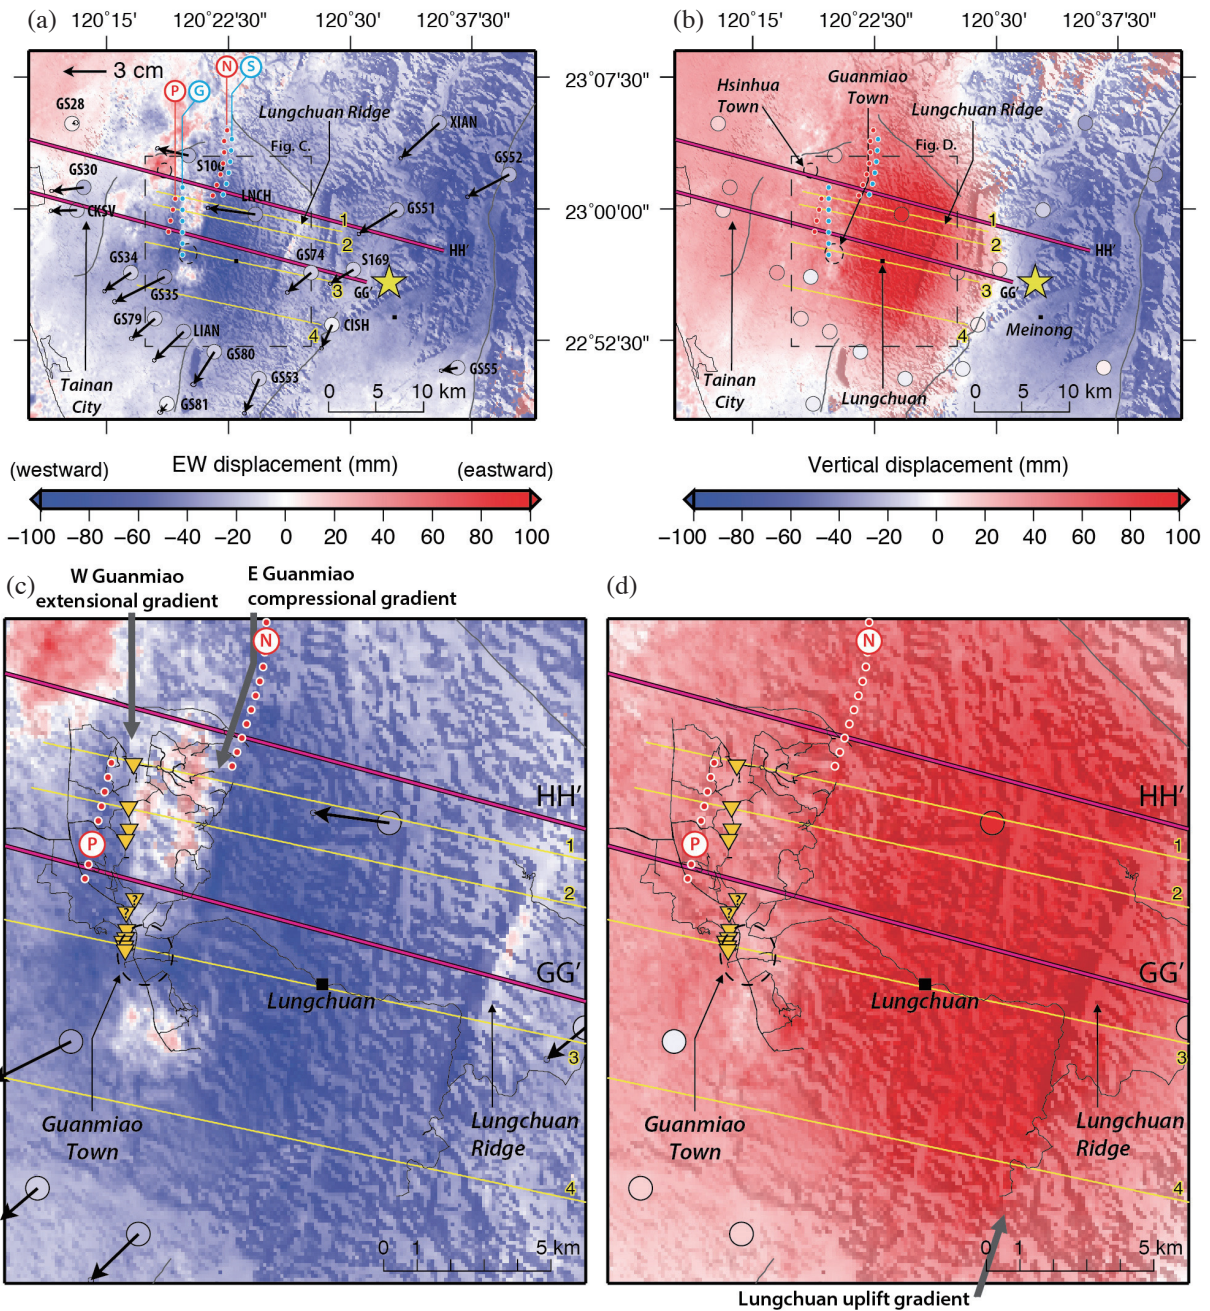 (a)
120°15'
120°22'30"
120°30'
120°37'30"
(b)
120°15'
120°22'30"
120°30'
120°37'30"
3 cm
P
G
N
S
GS28
Lungchuan Ridge
XIAN
Fig. C.
GS52
GS30
S106
LNCH
CKSV
GS51
1
2
HH'
GS34
GS74
S169
GS35
3
GG'
GS79
LIAN
4
CISH
GS80
GS53
GS55
GS81
Tainan
City
0 5 10 km
23°07'30"
23°00'00"
22°52'30"
Hsinhua
Town
Guanmiao
Town
Lungchuan Ridge
Fig. D.
1
2
HH'
3
GG'
4
Meinong
Tainan
City
Lungchuan
0 5 10 km
(westward)
EW displacement (mm)
(eastward)
−100 −80 −60 −40 −20 0 20 40 60 80 100
Vertical displacement (mm)
−100 −80 −60 −40 −20 0 20 40 60 80 100
(c)
W Guanmiao
extensional gradient
E Guanmiao
compressional gradient
(d)
N
HH'
1
P
2
?
?
GG'
Lungchuan
3
Guanmiao
Town
Lungchuan
Ridge
4
0 1 5 km
N
HH'
1
P
2
?
?
GG'
Lungchuan
3
Guanmiao
Town
Lungchuan
Ridge
4
0 1 5 km
Lungchuan uplift gradient